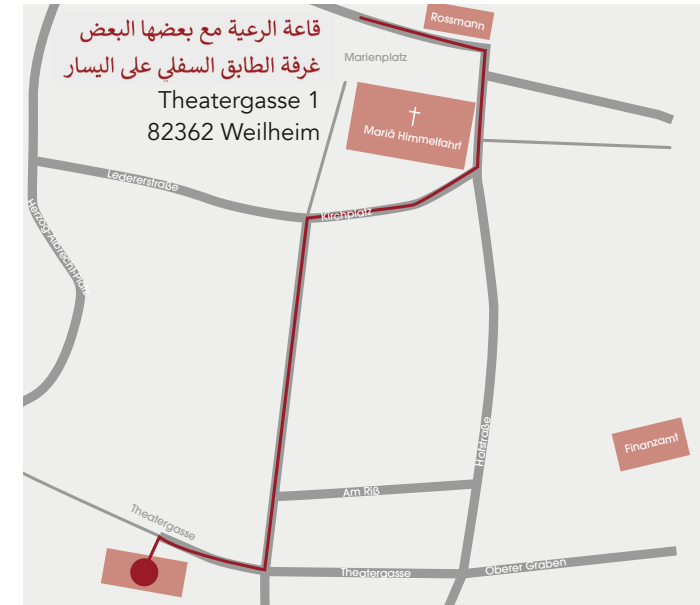 قاعة الرعية مع بعضها البعض
غرفة الطابق السفلي على اليسار
Theatergasse 1
82362 Weilheim
Rossmann
Marienplatz
Mariä Himmelfahrt
Ledererstraße
Kirchplatz
Herzog-Albrecht-Platz
Hofstraße
Finanzamt
Am Riß
Theatergasse
Theatergasse
Oberer Graben